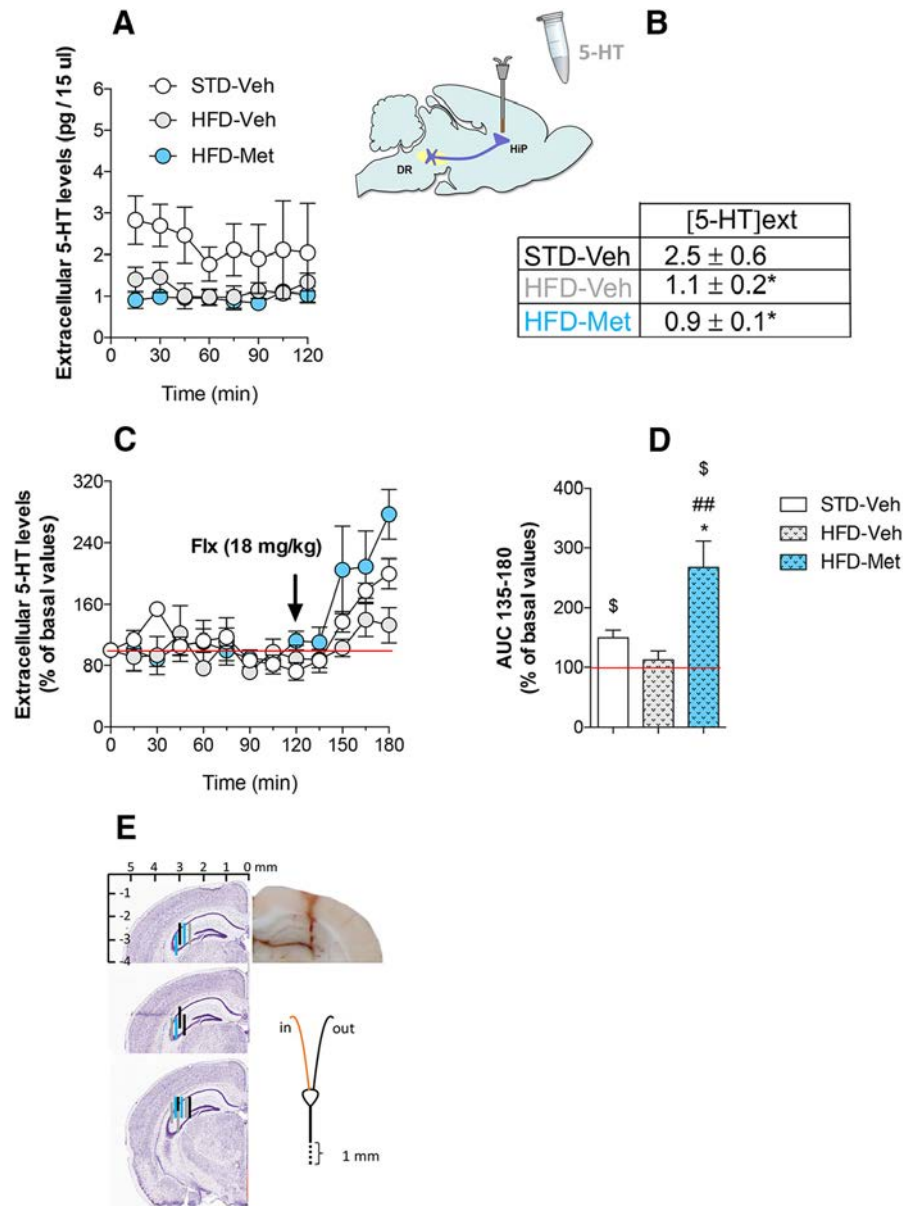 A
B
Extracellular 5-HT levels (pg / 15 ul)
6
5
4
3
2
1
0
STD-Veh
HFD-Veh
HFD-Met
0 30 60 90 120
Time (min)
5-HT
DR
HiP
[5-HT]ext
STD-Veh 2.5 ± 0.6
HFD-Veh 1.1 ± 0.2*
HFD-Met 0.9 ± 0.1*
C
Extracellular 5-HT levels
(% of basal values)
320
240
160
80
0
Flx (18 mg/kg)
0 30 60 90 120 150 180
Time (min)
D
AUC 135-180
(% of basal values)
400
300
200
100
0
$
$
##
*
STD-Veh
HFD-Veh
HFD-Met
E
5 4 3 2 1 0 mm
-1
-2
-3
-4
in
out
1 mm